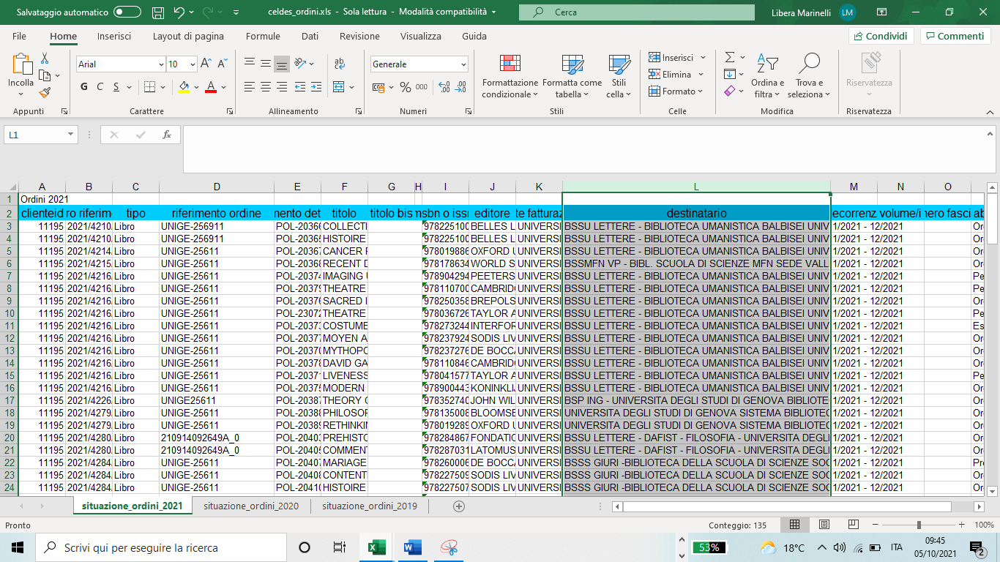 Salvataggio automatico celdes_ordini.xls - Sola lettura - Modalità compatibilità Cerca Libera Marinelli LM
File Home Inserisci Layout di pagina Formule Dati Revisione Visualizza Guida Condividi Commenti
Incolla Arial 10 Generale Formattazione condizionale Formatta come tabella Stili cella Inserisci Elimina Formato Ordina e filtra Trova e seleziona Riservatezza
G C S % 000
Appunti Carattere Allineamento Numeri Stili Celle Modifica Riservatezza
L1 fx
A B C D E F G H I J K L M N O
1 Ordini 2021
2 clienteid ro riferim tipo riferimento ordine nento det titolo titolo bis msbn o issn editore te fatturaz destinatario ecorrenz volume/i nero fasci ab
3 11195 2021/4210 Libro UNIGE-256911 POL-20366 COLLECTI 978225100 BELLES L UNIVERSI BSSU LETTERE - BIBLIOTECA UMANISTICA BALBISEI UNIV 1/2021 - 12/2021 Or
4 11195 2021/4210 Libro UNIGE-256911 POL-20365 HISTOIRE 978225100 BELLES L UNIVERSI BSSU LETTERE - BIBLIOTECA UMANISTICA BALBISEI UNIV 1/2021 - 12/2021 Or
5 11195 2021/4214 Libro UNIGE-25611 POL-20367 CANCER F 978019886 OXFORD U UNIVERSI BSSU LETTERE - BIBLIOTECA UMANISTICA BALBISEI UNIV 1/2021 - 12/2021 Or
6 11195 2021/4215 Libro UNIGE-25611 POL-20368 RECENT D 978178634 WORLD S UNIVERSI BSSMFN VP - BIBL. SCUOLA DI SCIENZE MFN SEDE VALL 1/2021 - 12/2021 Or
7 11195 2021/4216 Libro UNIGE-25611 POL-20374 IMAGING 978904294 PEETERS UNIVERSI BSSU LETTERE - BIBLIOTECA UMANISTICA BALBISEI UNIV 1/2021 - 12/2021 Pe
8 11195 2021/4216 Libro UNIGE-25611 POL-20379 THEATRE 978110700 CAMBRIDG UNIVERSI BSSU LETTERE - BIBLIOTECA UMANISTICA BALBISEI UNIV 1/2021 - 12/2021 Pe
9 11195 2021/4216 Libro UNIGE-25611 POL-20376 SACRED I 978250358 BREPOLS UNIVERSI BSSU LETTERE - BIBLIOTECA UMANISTICA BALBISEI UNIV 1/2021 - 12/2021 Or
10 11195 2021/4216 Libro UNIGE-25611 POL-23072 THEATRE 978036726 TAYLOR A UNIVERSI BSSU LETTERE - BIBLIOTECA UMANISTICA BALBISEI UNIV 1/2021 - 12/2021 Pe
11 11195 2021/4216 Libro UNIGE-25611 POL-20373 COSTUME 978273244 INTERFOR UNIVERSI BSSU LETTERE - BIBLIOTECA UMANISTICA BALBISEI UNIV 1/2021 - 12/2021 Es
12 11195 2021/4216 Libro UNIGE-25611 POL-20377 MOYEN A 978237924 SODIS LIV UNIVERSI BSSU LETTERE - BIBLIOTECA UMANISTICA BALBISEI UNIV 1/2021 - 12/2021 Or
13 11195 2021/4216 Libro UNIGE-25611 POL-20370 MYTHOPO 978237276 DE BOCCA UNIVERSI BSSU LETTERE - BIBLIOTECA UMANISTICA BALBISEI UNIV 1/2021 - 12/2021 Or
14 11195 2021/4216 Libro UNIGE-25611 POL-20378 DAVID GA 978110846 CAMBRIDG UNIVERSI BSSU LETTERE - BIBLIOTECA UMANISTICA BALBISEI UNIV 1/2021 - 12/2021 Or
15 11195 2021/4216 Libro UNIGE-25611 POL-20371 LIVENESS 978041577 TAYLOR A UNIVERSI BSSU LETTERE - BIBLIOTECA UMANISTICA BALBISEI UNIV 1/2021 - 12/2021 Pe
16 11195 2021/4216 Libro UNIGE-25611 POL-20375 MODERN 978900443 KONINKLI UNIVERSI BSSU LETTERE - BIBLIOTECA UMANISTICA BALBISEI UNIV 1/2021 - 12/2021 Or
17 11195 2021/4226 Libro UNIGE25611 POL-20387 THEORY 978352740 JOHN WIL UNIVERSI BSP ING - UNIVERSITA DEGLI STUDI DI GENOVA BIBLIOTE 1/2021 - 12/2021 Or
18 11195 2021/4279 Libro UNIGE-25611 POL-20388 PHILOSOF 978135008 BLOOMSE UNIVERSI UNIVERSITA DEGLI STUDI DI GENOVA SISTEMA BIBLIOTEC 1/2021 - 12/2021 Or
19 11195 2021/4279 Libro UNIGE-25611 POL-20389 RETHINKIN 978019289 OXFORD U UNIVERSI UNIVERSITA DEGLI STUDI DI GENOVA SISTEMA BIBLIOTEC 1/2021 - 12/2021 Or
20 11195 2021/4280 Libro 210914092649A_0 POL-20403 PREHISTO 978284867 FONDATIO UNIVERSI BSSU LETTERE - DAFIST - FILOSOFIA - UNIVERSITA DEGL 1/2021 - 12/2021 Or
21 11195 2021/4280 Libro 210914092649A_0 POL-20405 COMMENT 978287031 LATOMUS UNIVERSI BSSU LETTERE - DAFIST - FILOSOFIA - UNIVERSITA DEGL 1/2021 - 12/2021 Or
22 11195 2021/4284 Libro UNIGE-25611 POL-20407 MARIAGE 978260006 DE BOCCA UNIVERSI BSSS GIURI -BIBLIOTECA DELLA SCUOLA DI SCIENZE SOC 1/2021 - 12/2021 Pr
23 11195 2021/4284 Libro UNIGE-25611 POL-20408 CONTENT 978227509 SODIS LIV UNIVERSI BSSS GIURI -BIBLIOTECA DELLA SCUOLA DI SCIENZE SOC 1/2021 - 12/2021 Or
24 11195 2021/4284 Libro UNIGE-25611 POL-20410 HISTOIRE 978227507 SODIS LIV UNIVERSI BSSS GIURI -BIBLIOTECA DELLA SCUOLA DI SCIENZE SOC 1/2021 - 12/2021 Or
situazione_ordini_2021 situazione_ordini_2020 situazione_ordini_2019
Pronto Conteggio: 135 100%
Scrivi qui per eseguire la ricerca 53% 18°C ITA 09:45
05/10/2021 2